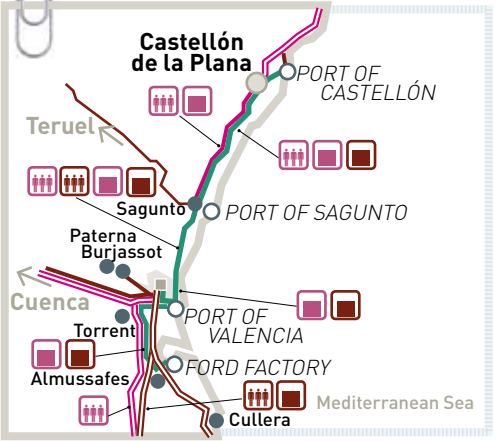 Castellón
de la Plana
PORT OF
CASTELLÓN
Teruel
Sagunto
PORT OF SAGUNTO
Paterna
Burjassot
Cuenca
PORT OF
VALENCIA
Torrent
FORD FACTORY
Almussafes
Mediterranean Sea
Cullera